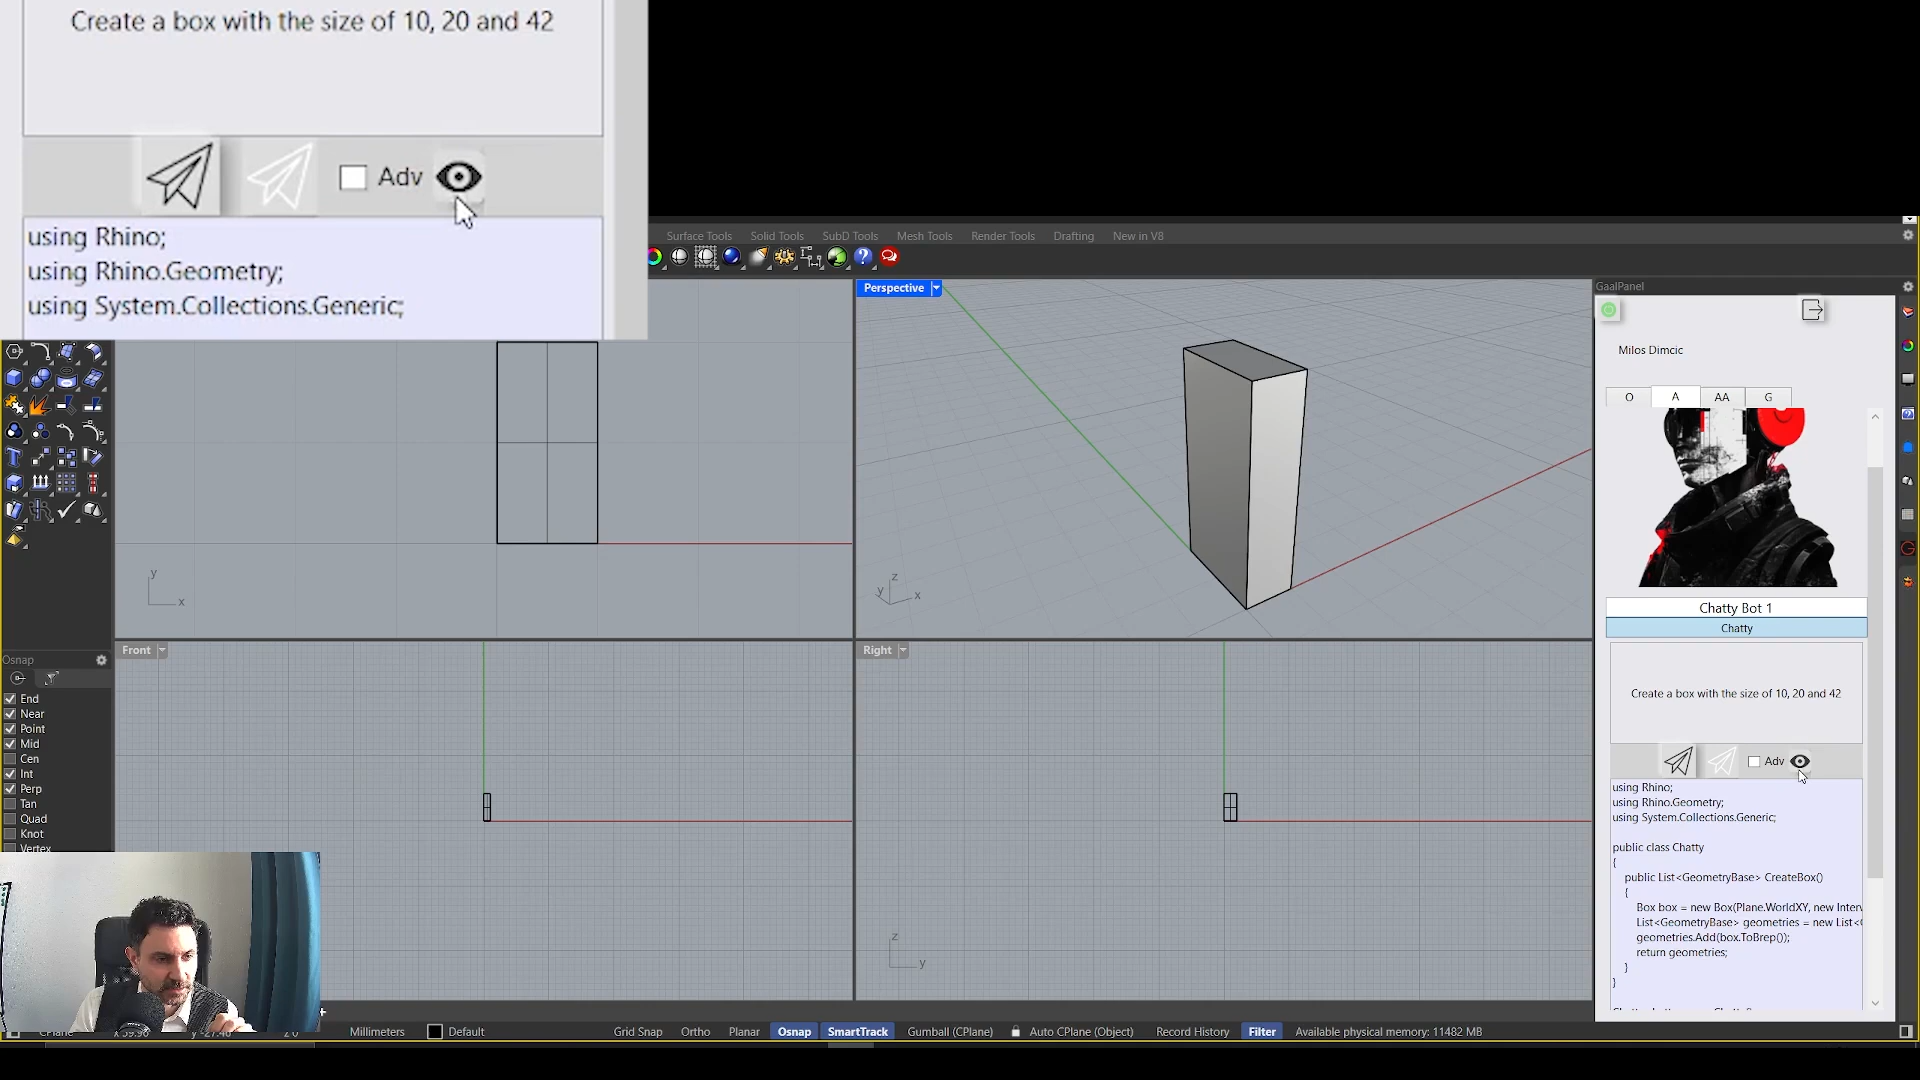 Create a box with the size of 10, 20 and 42
Adv
using Rhino;
using Rhino.Geometry;
using System.Collections.Generic;
Surface Tools
Solid Tools
SubD Tools
Mesh Tools
Render Tools
Drafting
New in V8
Perspective
GaalPanel
Milos Dimcic
O
A
AA
G
y
x
z
y
x
Chatty Bot 1
Chatty
Front
Right
Create a box with the size of 10, 20 and 42
Adv
using Rhino;
using Rhino.Geometry;
using System.Collections.Generic;
public class Chatty
{
public List<GeometryBase> CreateBox()
{
Box box = new Box(Plane.WorldXY, new Interv
List<GeometryBase> geometries = new List<G
geometries.Add(box.ToBrep());
return geometries;
}
}
Osnap
End
Near
Point
Mid
Cen
Int
Perp
Tan
Quad
Knot
Vertex
z
y
CPlane
Millimeters
Default
Grid Snap
Ortho
Planar
Osnap
SmartTrack
Gumball (CPlane)
Auto CPlane (Object)
Record History
Filter
Available physical memory: 11482 MB